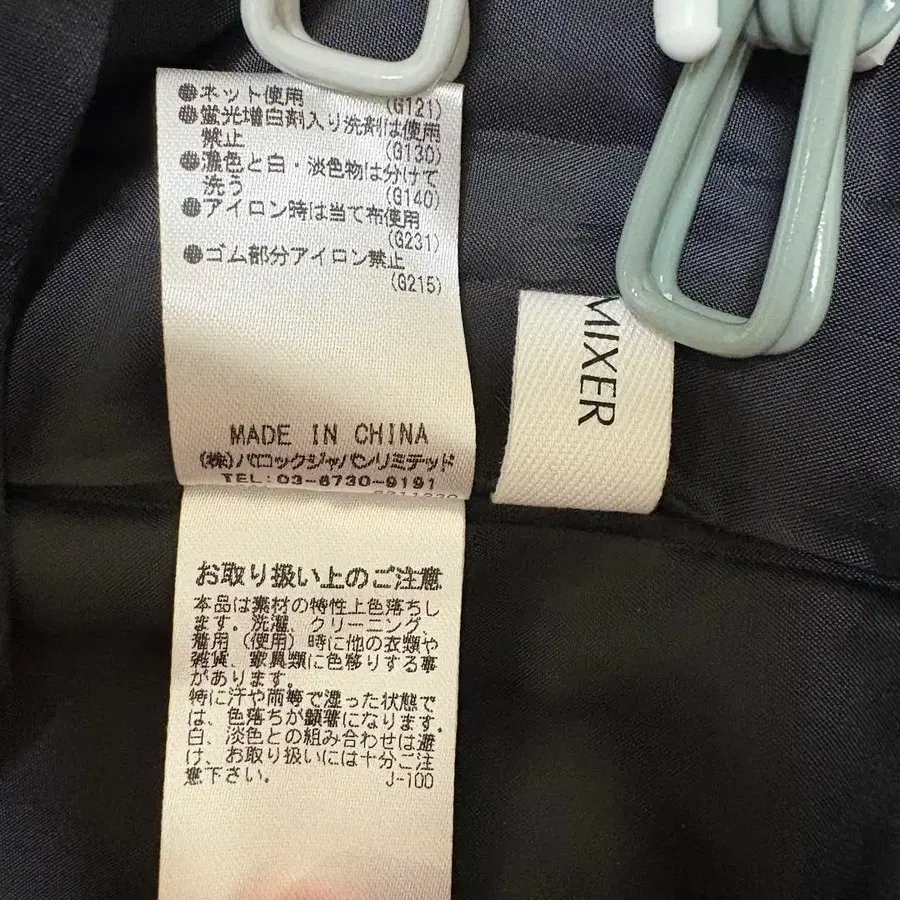 ●ネット使用
(G121)
●蛍光増白剤入り洗剤は使用
禁止
(G130)
●濃色と白・淡色物は分けて
洗う
(G140)
●アイロン時は当て布使用
(G231)
●ゴム部分アイロン禁止
(G215)
MADE IN CHINA
(株)バロックジャパンリミテッド
TEL:03-6730-9191
MIXER
お取り扱い上のご注意
本品は素材の特性上色落ちし
ます。洗濯、クリーニング、
着用(使用)時に他の衣類や
雑貨、家具類に色移りする事
があります。
特に汗や雨等で湿った状態で
は、色落ちが顕著になります。
白、淡色との組み合わせは避
け、お取り扱いには十分ご注
意下さい。
J-100